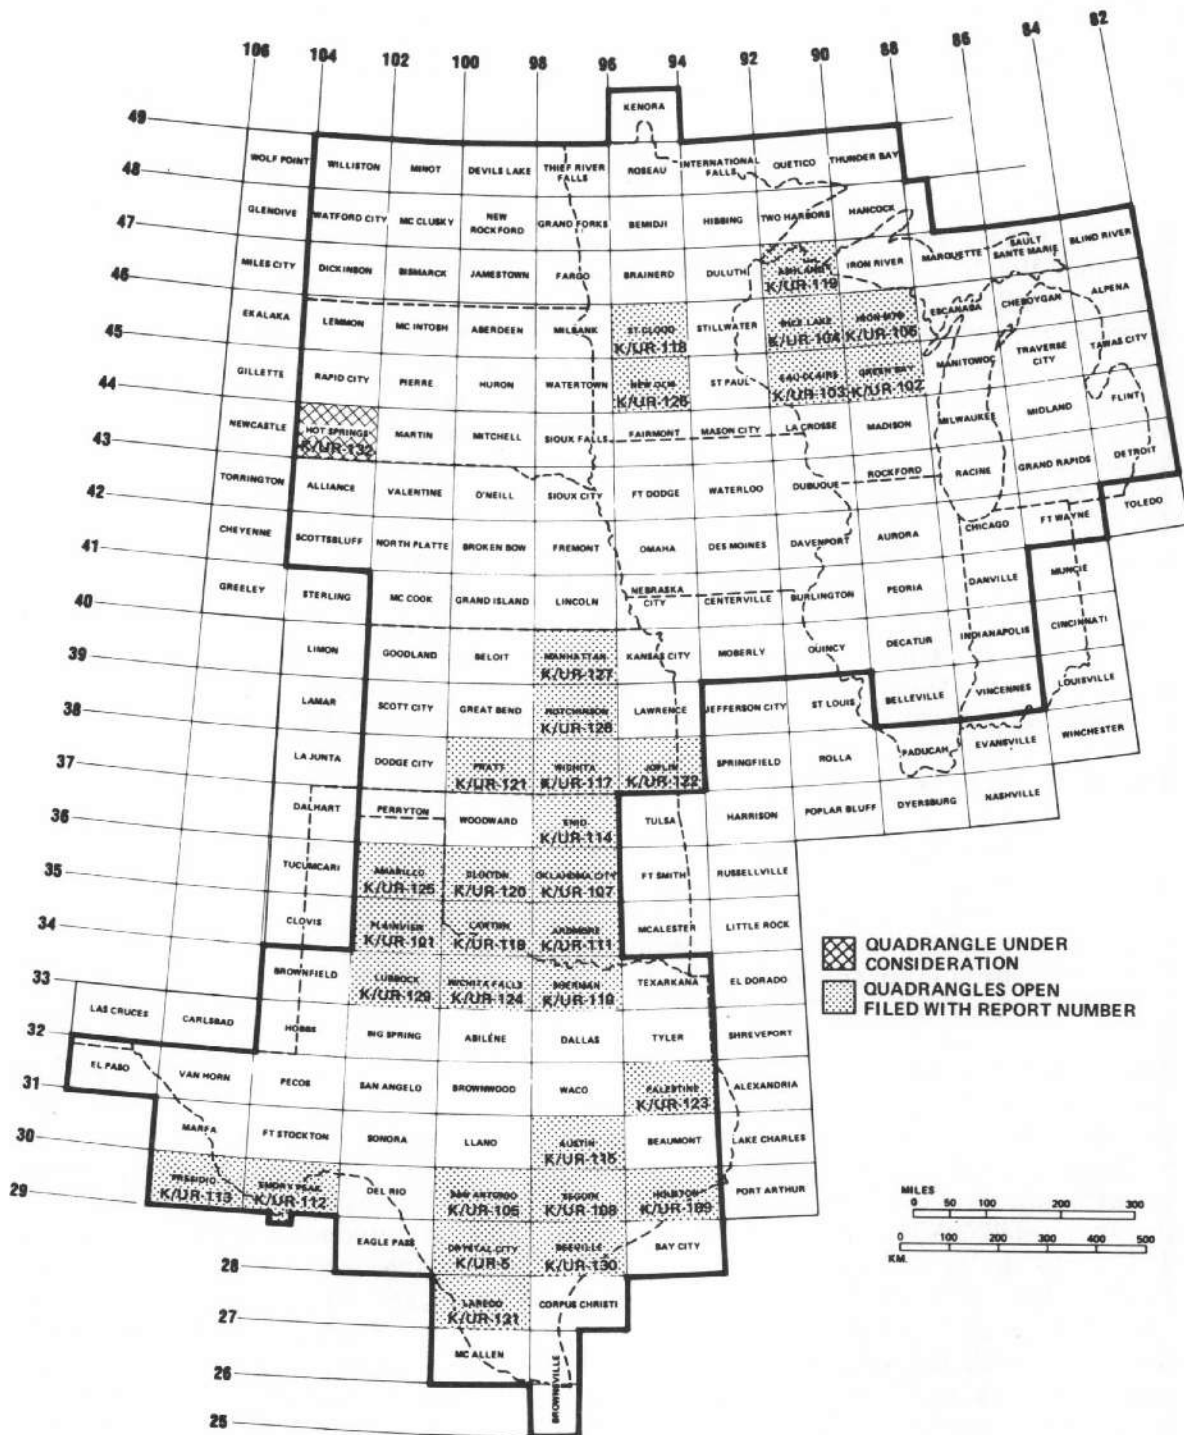 106 104 102 100 98 96 94 92 90 88 86 84 82
KENORA
49
WOLF POINT WILLISTON MINOT DEVILS LAKE THIEF RIVER FALLS ROSEAU INTERNATIONAL FALLS QUETICO THUNDER BAY
48
GLENDIVE WATFORD CITY MC CLUSKY NEW ROCKFORD GRAND FORKS BEMIDJI HIBBING TWO HARBORS HANCOCK
47
MILES CITY DICKINSON BISMARCK JAMESTOWN FARGO BRAINERD DULUTH ASHLAND IRON RIVER MARQUETTE SAULT SANTE MARIE BLIND RIVER
K/UR-119
46
EKALAKA LEMMON MC INTOSH ABERDEEN MILBANK ST CLOUD STILLWATER RICE LAKE IRON MTN ESCANABA CHEBOYGAN ALPENA
K/UR-118 K/UR-104 K/UR-106
45
GILLETTE RAPID CITY PIERRE HURON WATERTOWN NEW ULM ST PAUL EAU CLAIRE GREEN BAY MANITOWOC TRAVERSE CITY TAWAS CITY
K/UR-126 K/UR-103 K/UR-102
44
NEWCASTLE HOT SPRINGS MARTIN MITCHELL SIOUX FALLS FAIRMONT MASON CITY LA CROSSE MADISON MILWAUKEE MIDLAND FLINT
K/UR-132
43
TORRINGTON ALLIANCE VALENTINE O'NEILL SIOUX CITY FT DODGE WATERLOO DUBUQUE ROCKFORD RACINE GRAND RAPIDS DETROIT
42
CHEYENNE SCOTTSBLUFF NORTH PLATTE BROKEN BOW FREMONT OMAHA DES MOINES DAVENPORT AURORA CHICAGO FT WAYNE TOLEDO
41
GREELEY STERLING MC COOK GRAND ISLAND LINCOLN NEBRASKA CITY CENTERVILLE BURLINGTON PEORIA DANVILLE MUNCIE
40
LIMON GOODLAND BELOIT MANHATTAN KANSAS CITY MOBERLY QUINCY DECATUR INDIANAPOLIS CINCINNATI
K/UR-127
39
LAMAR SCOTT CITY GREAT BEND HUTCHINSON LAWRENCE JEFFERSON CITY ST LOUIS BELLEVILLE VINCENNES LOUISVILLE
K/UR-128
38
LA JUNTA DODGE CITY PRATT WICHITA JOPLIN SPRINGFIELD ROLLA PADUCAH EVANSVILLE WINCHESTER
K/UR-121 K/UR-117 K/UR-122
37
DALHART PERRYTON WOODWARD ENID TULSA HARRISON POPLAR BLUFF DYERSBURG NASHVILLE
K/UR-114
36
TUCUMCARI AMARILLO CLINTON OKLAHOMA CITY FT SMITH RUSSELLVILLE
K/UR-125 K/UR-120 K/UR-107
35
CLOVIS PLAINVIEW LAWTON ARDMORE MCALESTER LITTLE ROCK
K/UR-101 K/UR-116 K/UR-111
34
BROWNFIELD LUBBOCK WICHITA FALLS SHERMAN TEXARKANA EL DORADO
K/UR-129 K/UR-124 K/UR-110
33
LAS CRUCES CARLSBAD HOBBS BIG SPRING ABILENE DALLAS TYLER SHREVEPORT
32
EL PASO VAN HORN PECOS SAN ANGELO BROWNWOOD WACO PALESTINE ALEXANDRIA
K/UR-123
31
MARFA FT STOCKTON SONORA LLANO AUSTIN BEAUMONT LAKE CHARLES
K/UR-115
30
PRESIDIO EMORY PEAK DEL RIO SAN ANTONIO SEGUIN HOUSTON PORT ARTHUR
K/UR-113 K/UR-112 K/UR-105 K/UR-108 K/UR-109
29
EAGLE PASS CRYSTAL CITY BEEVILLE BAY CITY
K/UR-5 K/UR-130
28
LAREDO CORPUS CHRISTI
K/UR-131
27
MC ALLEN
26
BROWNSVILLE
25
QUADRANGLE UNDER
CONSIDERATION
QUADRANGLES OPEN
FILED WITH REPORT NUMBER
MILES
0 50 100 200 300
0 100 200 300 400 500
KM.